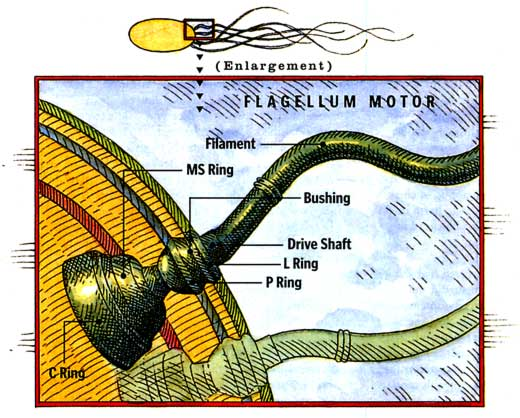 (Enlargement)
FLAGELLUM MOTOR
Filament
MS Ring
Bushing
Drive Shaft
L Ring
P Ring
C Ring